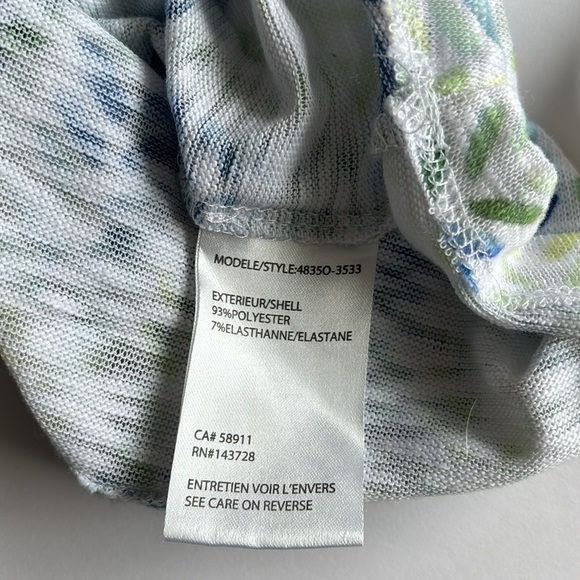 MODELE/STYLE:4835O-3533
EXTERIEUR/SHELL
93%POLYESTER
7%ELASTHANNE/ELASTANE
CA# 58911
RN#143728
ENTRETIEN VOIR L'ENVERS
SEE CARE ON REVERSE